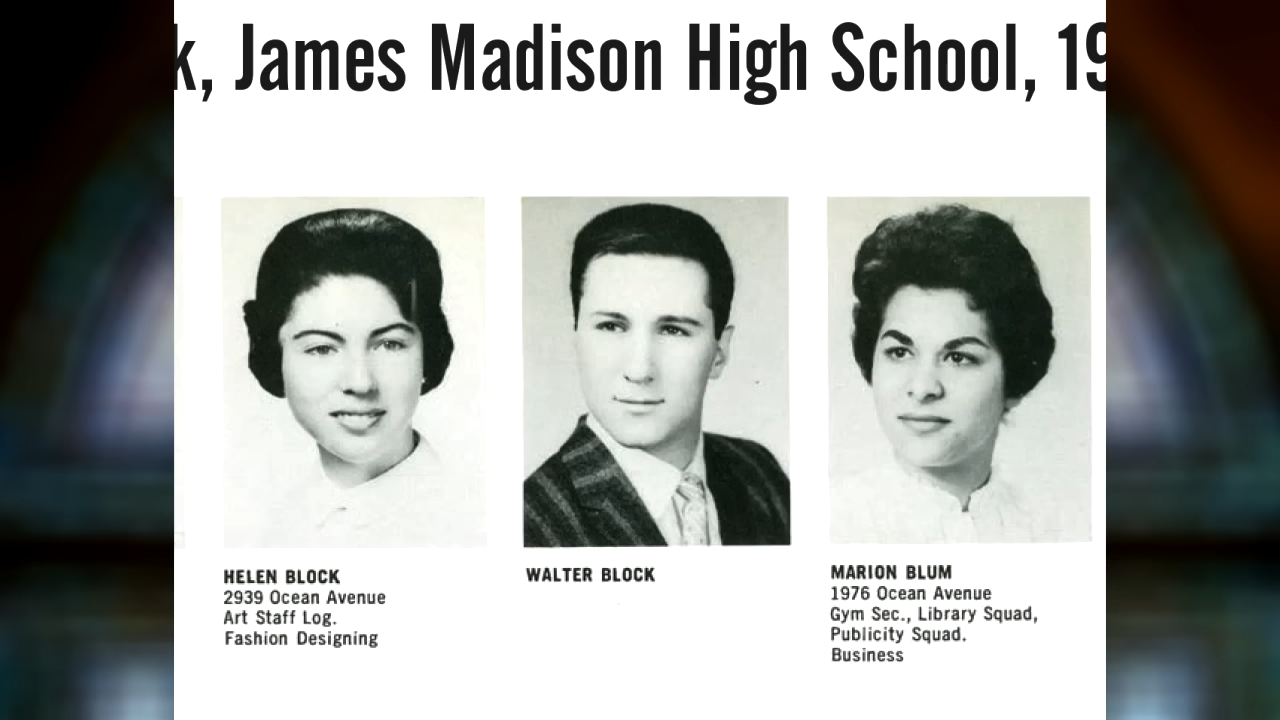 k, James Madison High School, 19
HELEN BLOCK
2939 Ocean Avenue
Art Staff Log.
Fashion Designing
WALTER BLOCK
MARION BLUM
1976 Ocean Avenue
Gym Sec., Library Squad,
Publicity Squad.
Business